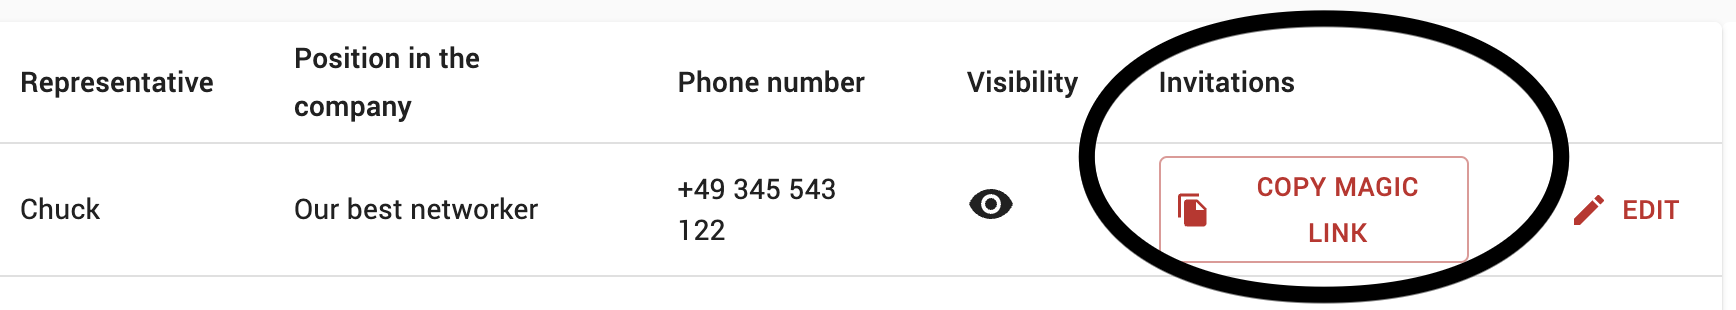 Representative
Position in the
company
Phone number
Visibility
Invitations
Chuck
Our best networker
+49 345 543
122
COPY MAGIC
LINK
EDIT